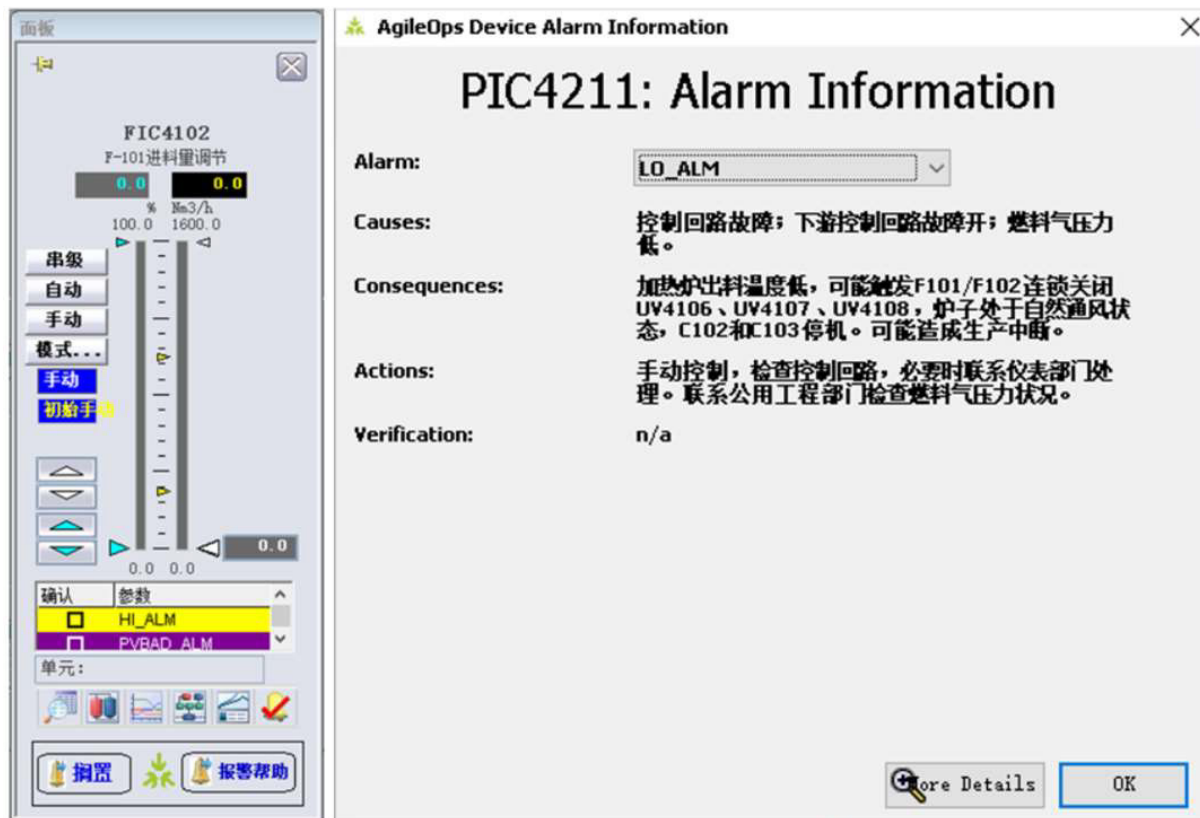 面板
FIC4102
F-101进料量调节
0.0 0.0
% Nm3/h
100.0 1600.0
串级
自动
手动
模式...
手动
初始手动
0.0
0.0 0.0
确认 参数
HI_ALM
PVBAD_ALM
单元:
搁置
报警帮助
AgileOps Device Alarm Information
PIC4211: Alarm Information
Alarm: LO_ALM
Causes: 控制回路故障；下游控制回路故障开；燃料气压力
低。
Consequences: 加热炉出料温度低，可能触发F101/F102连锁关闭
UV4106、UV4107、UV4108，炉子处于自然通风状
态，C102和C103停机。可能造成生产中断。
Actions: 手动控制，检查控制回路，必要时联系仪表部门处
理。联系公用工程部门检查燃料气压力状况。
Verification: n/a
More Details
OK